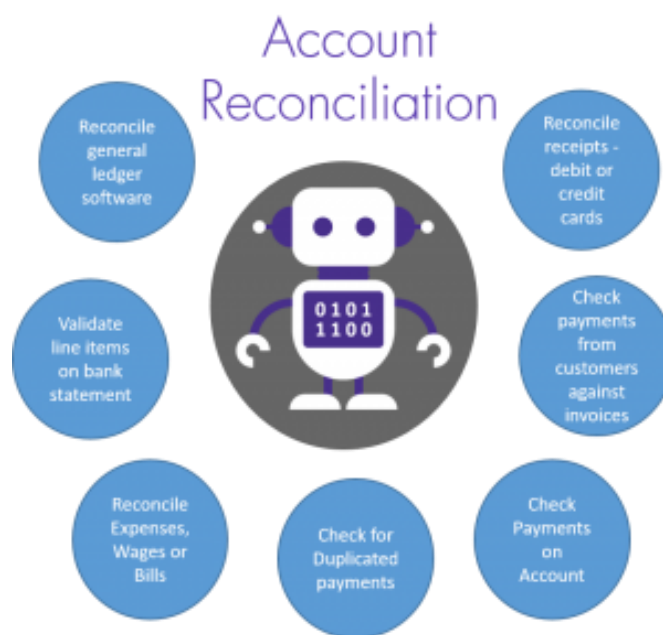 Account
Reconciliation
Reconcile
general
ledger
software
Reconcile
receipts -
debit or
credit
cards
0101
1100
Validate
line items
on bank
statement
Check
payments
from
customers
against
invoices
Reconcile
Expenses,
Wages or
Bills
Check for
Duplicated
payments
Check
Payments
on
Account